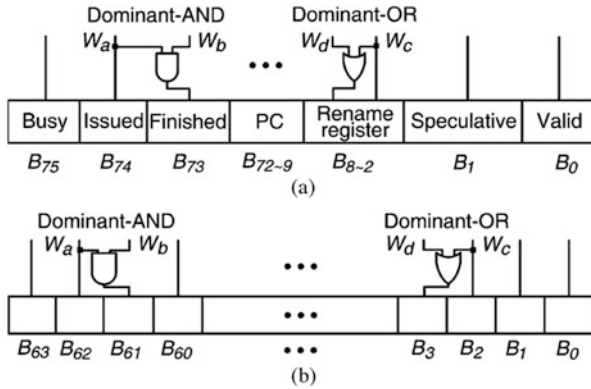 Dominant-AND Dominant-OR
Wa Wb Wd Wc
Busy Issued Finished PC Rename register Speculative Valid
B75 B74 B73 B72~9 B8~2 B1 B0
(a)
Dominant-AND Dominant-OR
Wa Wb Wd Wc
B63 B62 B61 B60 B3 B2 B1 B0
(b)